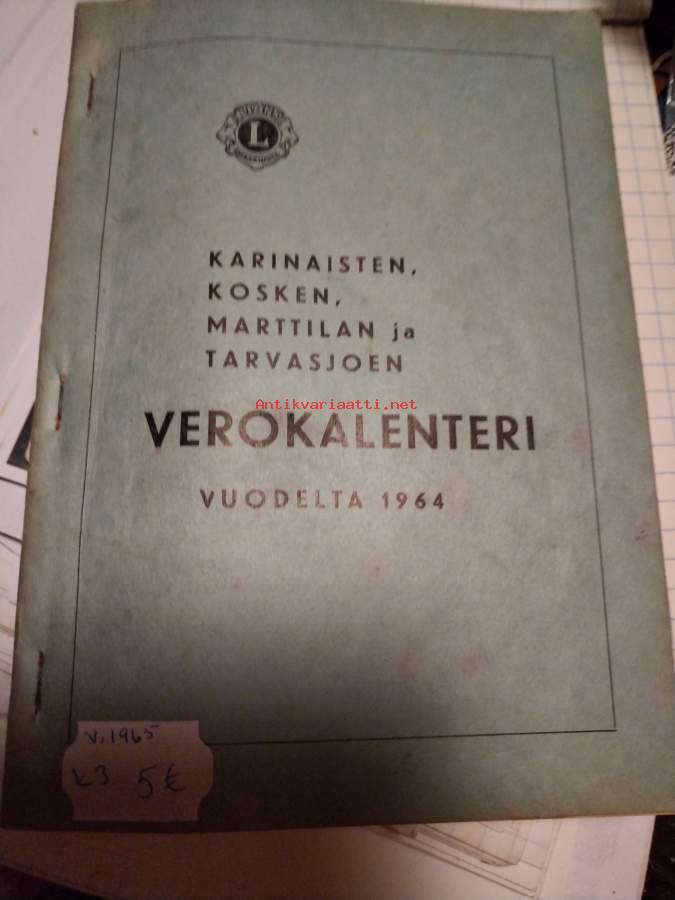 L
KARINAISTEN,
KOSKEN,
MARTTILAN ja
TARVASJOEN
Antikvariaatti.net
VEROKALENTERI
VUODELTA 1964
v.1965
k3 5€